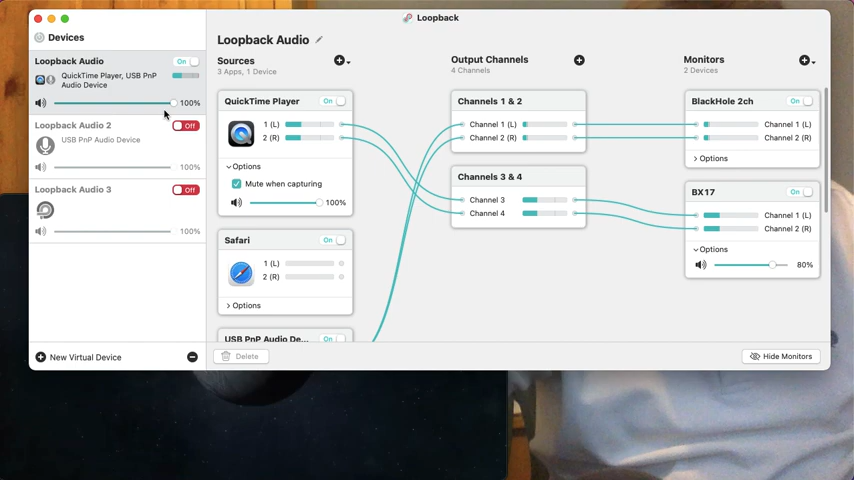 Loopback
Devices
Loopback Audio
On
QuickTime Player, USB PnP
Audio Device
100%
Loopback Audio 2
Off
USB PnP Audio Device
100%
Loopback Audio 3
Off
100%
New Virtual Device
Loopback Audio
Sources
3 Apps, 1 Device
QuickTime Player
On
1 (L)
2 (R)
Options
Mute when capturing
100%
Safari
On
1 (L)
2 (R)
Options
USB PnP Audio De...
On
Delete
Output Channels
4 Channels
Channels 1 & 2
Channel 1 (L)
Channel 2 (R)
Channels 3 & 4
Channel 3
Channel 4
Monitors
2 Devices
BlackHole 2ch
On
Channel 1 (L)
Channel 2 (R)
Options
BX17
On
Channel 1 (L)
Channel 2 (R)
Options
80%
Hide Monitors